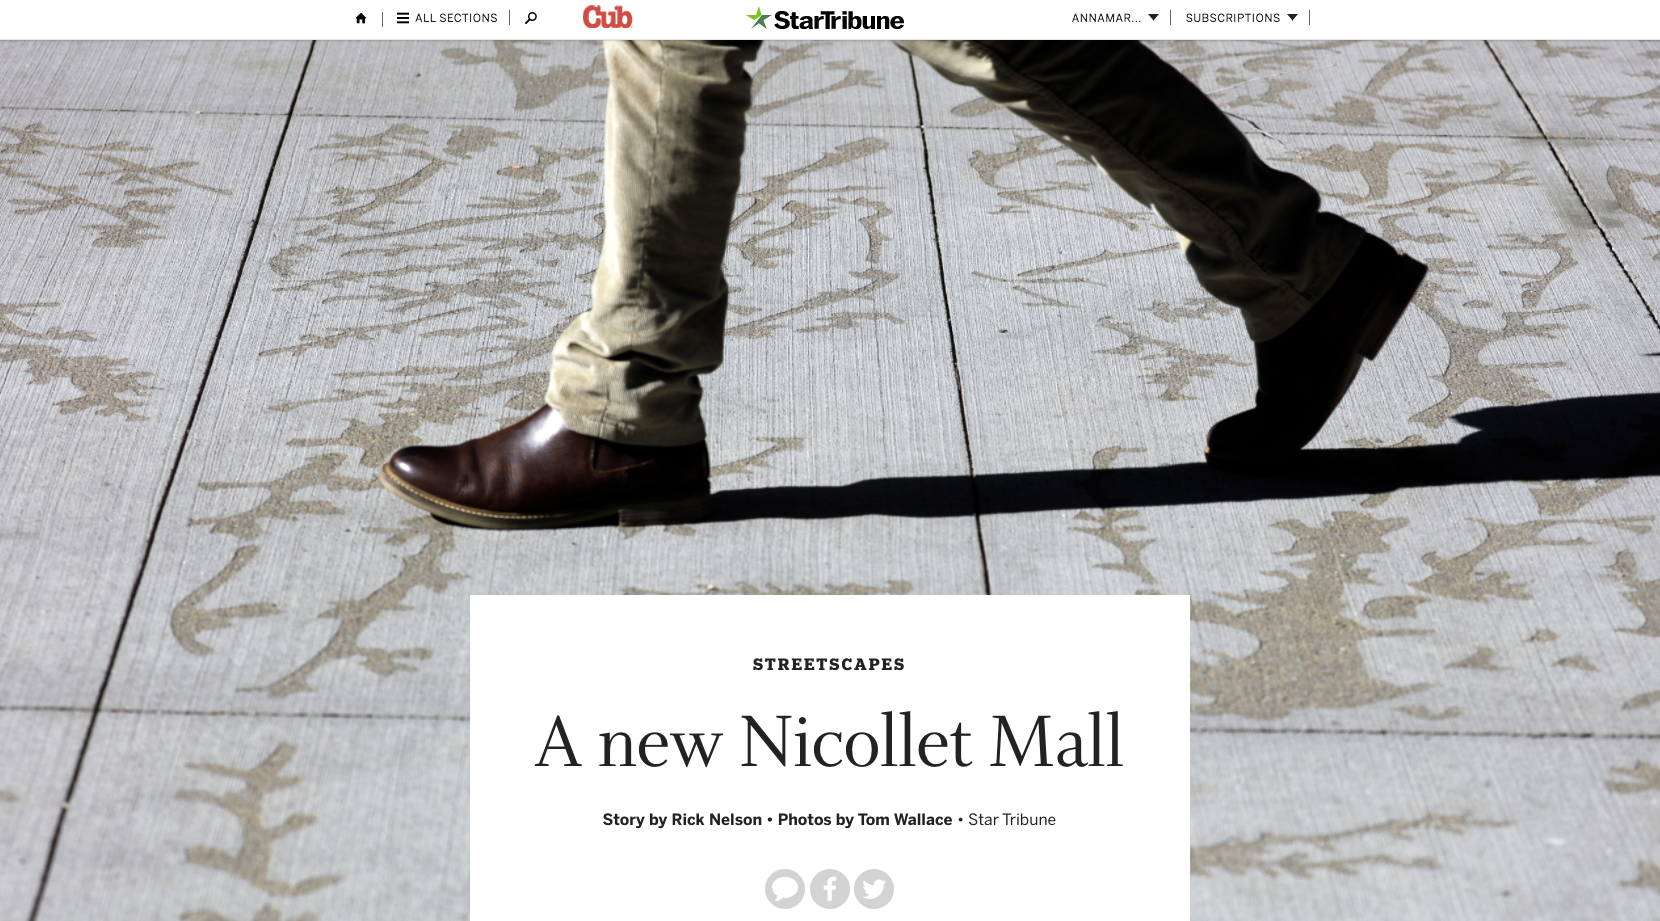 ALL SECTIONS
Cub
StarTribune
ANNAMAR...
SUBSCRIPTIONS
STREETSCAPES
A new Nicollet Mall
Story by Rick Nelson • Photos by Tom Wallace • Star Tribune